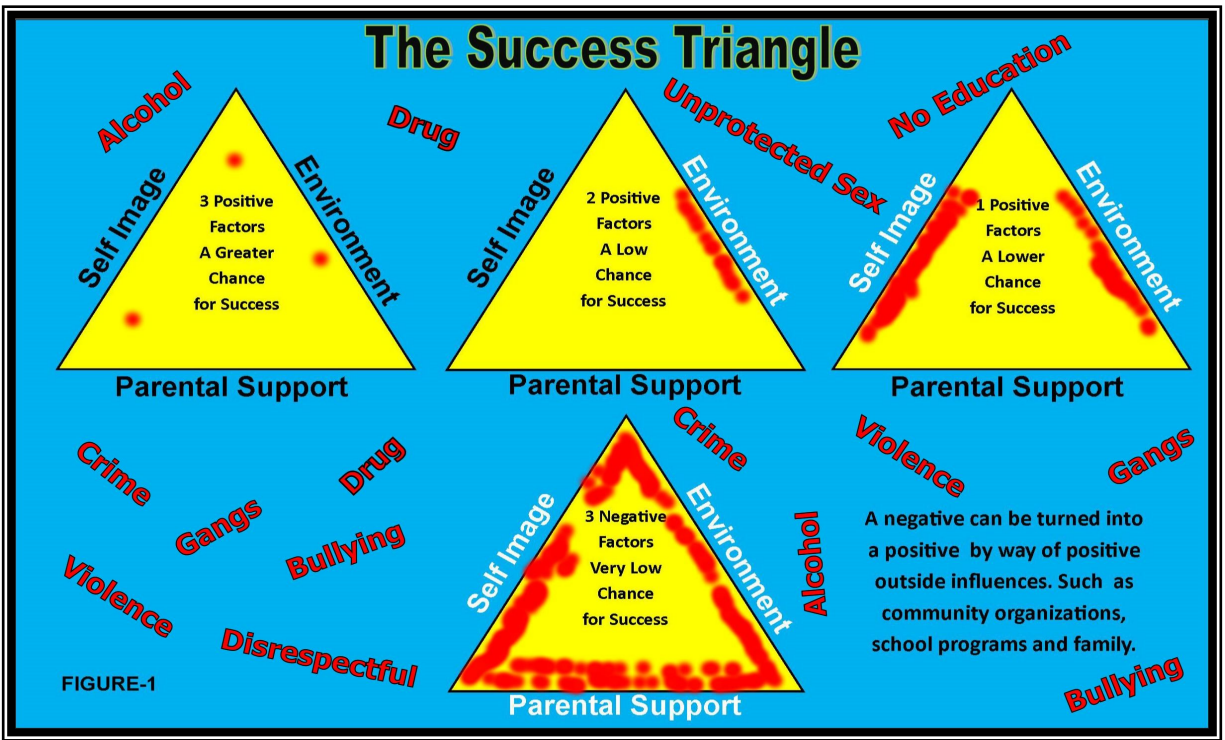 The Success Triangle
Alcohol
Drug
Unprotected Sex
No Education
Self Image
Environment
3 Positive
Factors
A Greater
Chance
for Success
Parental Support
Self Image
Environment
2 Positive
Factors
A Low
Chance
for Success
Parental Support
Self Image
Environment
1 Positive
Factors
A Lower
Chance
for Success
Parental Support
Crime
Drug
Gangs
Bullying
Violence
Disrespectful
FIGURE-1
Self Image
Environment
3 Negative
Factors
Very Low
Chance
for Success
Parental Support
Crime
Alcohol
Violence
Gangs
A negative can be turned into
a positive by way of positive
outside influences. Such as
community organizations,
school programs and family.
Bullying